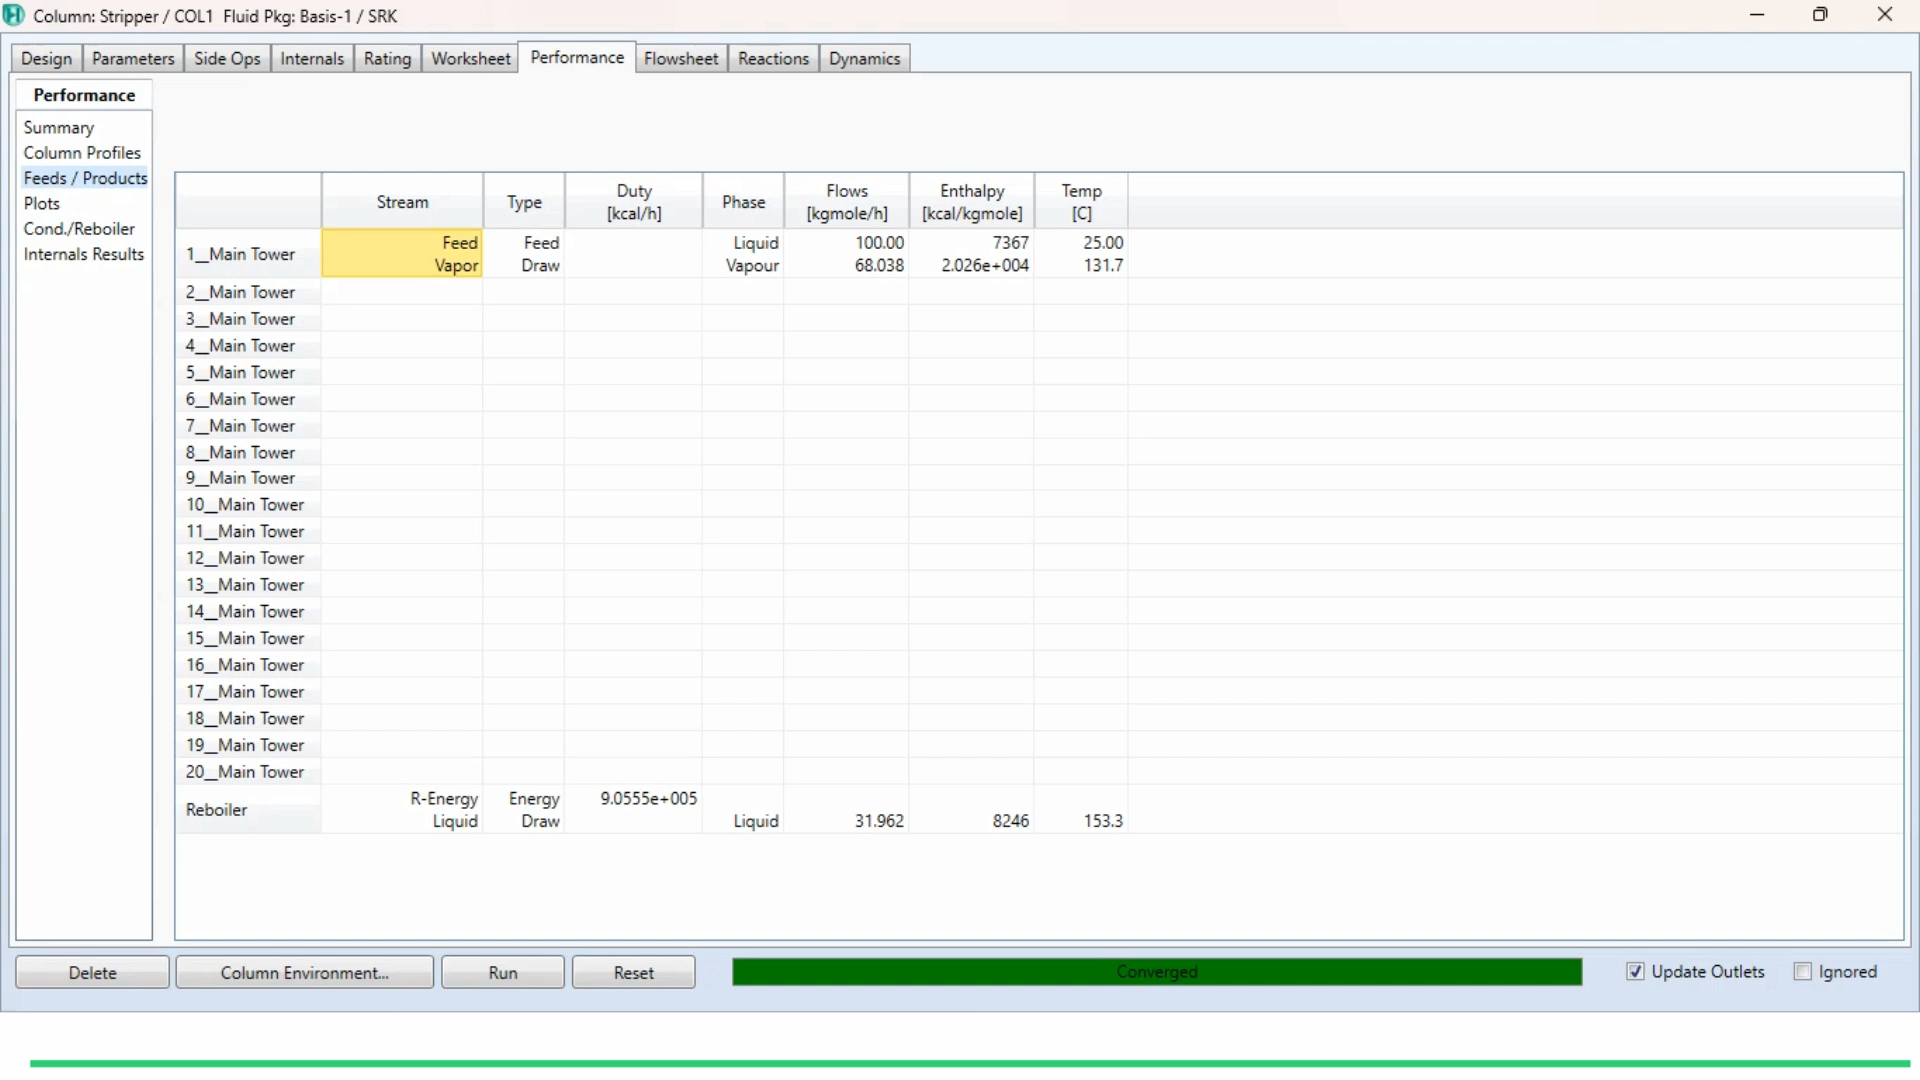 Column: Stripper / COL1 Fluid Pkg: Basis-1 / SRK
Design Parameters Side Ops Internals Rating Worksheet Performance Flowsheet Reactions Dynamics
Performance
Summary
Column Profiles
Feeds / Products
Plots
Cond./Reboiler
Internals Results
Stream Type Duty [kcal/h] Phase Flows [kgmole/h] Enthalpy [kcal/kgmole] Temp [C]
1__Main Tower
Feed Feed Liquid 100.00 7367 25.00
Vapor Draw Vapour 68.038 2.026e+004 131.7
2__Main Tower
3__Main Tower
4__Main Tower
5__Main Tower
6__Main Tower
7__Main Tower
8__Main Tower
9__Main Tower
10__Main Tower
11__Main Tower
12__Main Tower
13__Main Tower
14__Main Tower
15__Main Tower
16__Main Tower
17__Main Tower
18__Main Tower
19__Main Tower
20__Main Tower
Reboiler
R-Energy Energy 9.0555e+005
Liquid Draw Liquid 31.962 8246 153.3
Delete Column Environment... Run Reset Converged Update Outlets Ignored